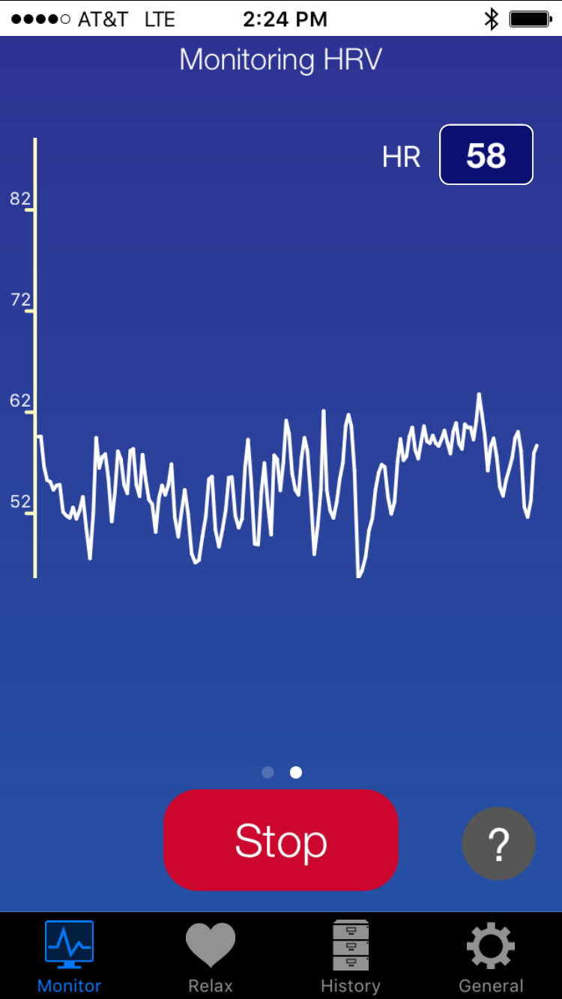 AT&T LTE 2:24 PM
Monitoring HRV
HR 58
82
72
62
52
Stop
?
Monitor Relax History General